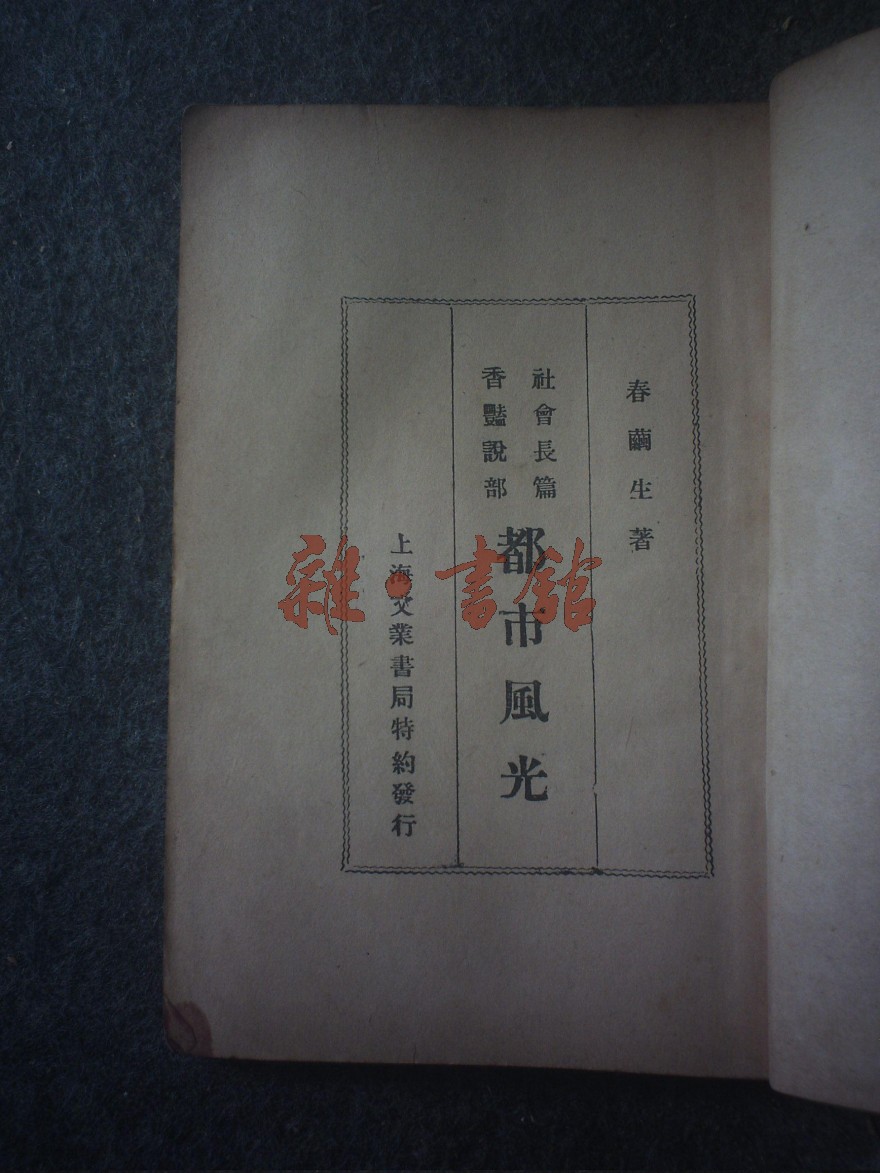 春繭生著
社會長篇
香豔說部
都市風光
上海文業書局特約發行
雜·書館